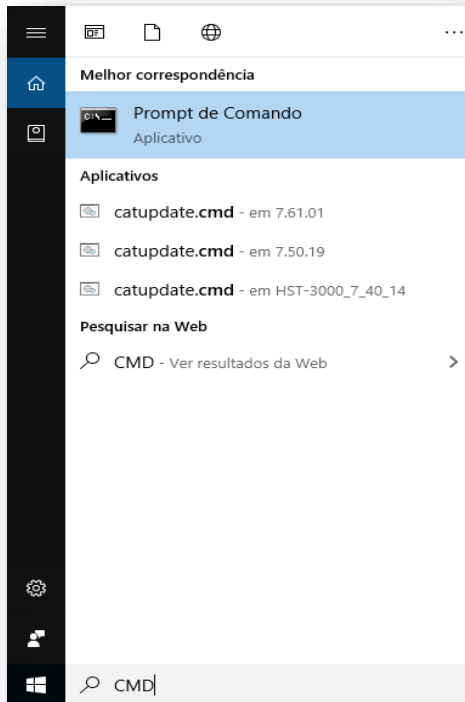 Melhor correspondência
C:\_
Prompt de Comando
Aplicativo
Aplicativos
catupdate.cmd - em 7.61.01
catupdate.cmd - em 7.50.19
catupdate.cmd - em HST-3000_7_40_14
Pesquisar na Web
CMD - Ver resultados da Web
CMD